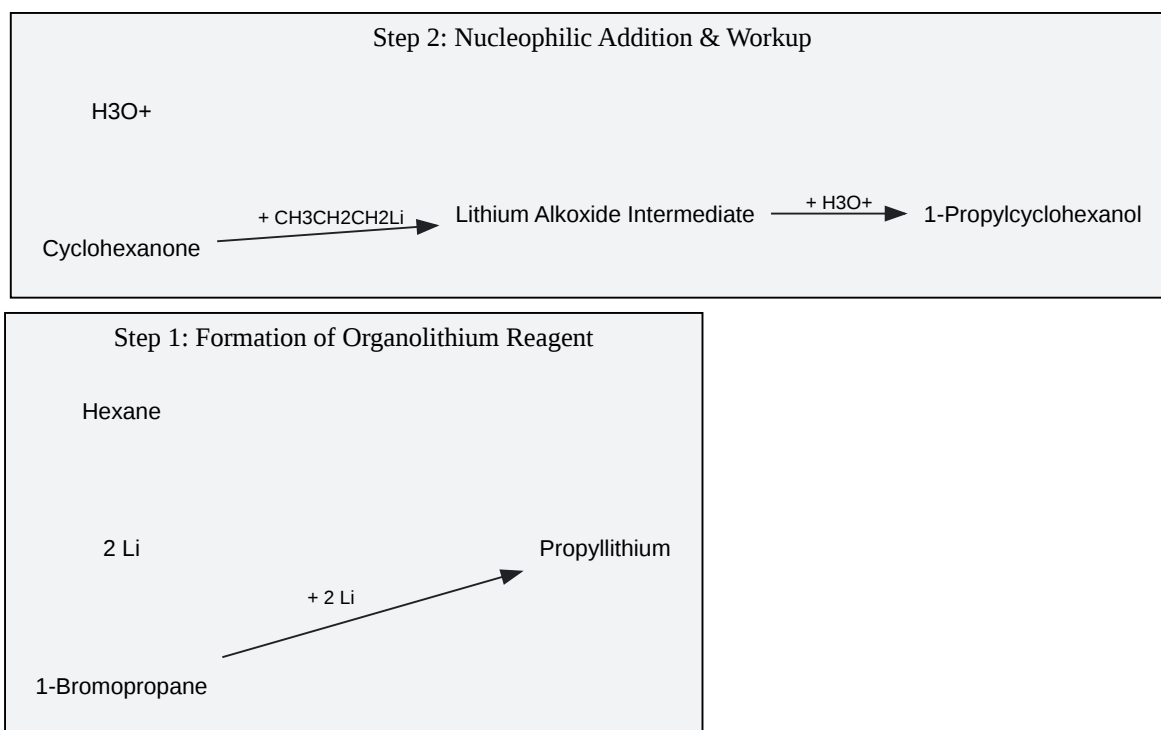 Step 2: Nucleophilic Addition & Workup
H3O+
+ CH3CH2CH2Li
Lithium Alkoxide Intermediate
+ H3O+
1-Propylcyclohexanol
Cyclohexanone
Step 1: Formation of Organolithium Reagent
Hexane
2 Li
Propyllithium
+ 2 Li
1-Bromopropane